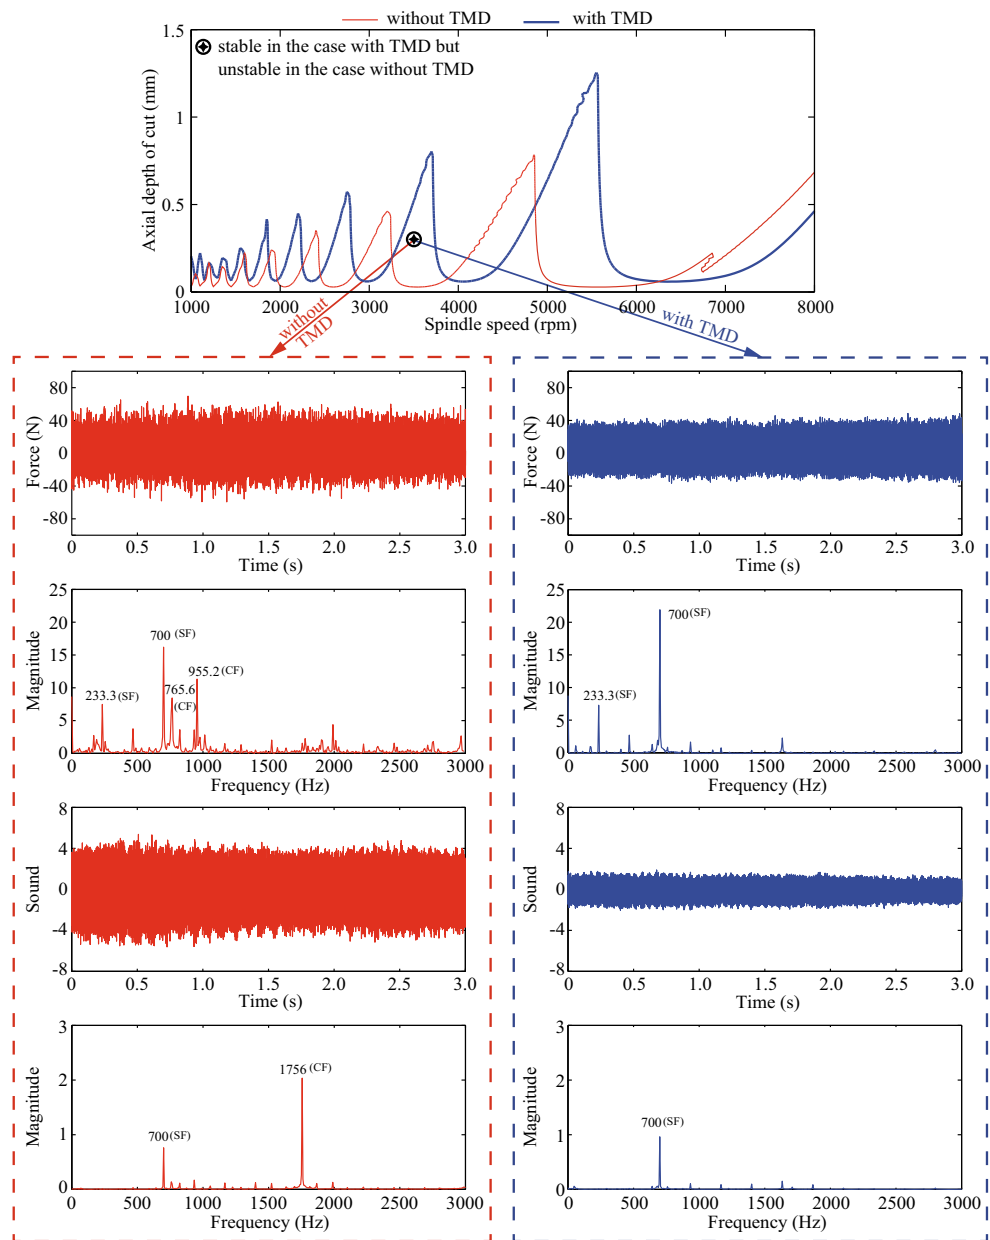 without TMD with TMD
stable in the case with TMD but
unstable in the case without TMD
Axial depth of cut (mm)
1.5
1
0.5
0
1000 2000 3000 4000 5000 6000 7000 8000
Spindle speed (rpm)
without
TMD
with TMD
Force (N)
80
40
0
-40
-80
0 0.5 1.0 1.5 2.0 2.5 3.0
Time (s)
Force (N)
80
40
0
-40
-80
0 0.5 1.0 1.5 2.0 2.5 3.0
Time (s)
Magnitude
25
20
15
10
5
0
700 (SF)
955.2 (CF)
765.6
(CF)
233.3 (SF)
0 500 1000 1500 2000 2500 3000
Frequency (Hz)
Magnitude
25
20
15
10
5
0
700 (SF)
233.3 (SF)
0 500 1000 1500 2000 2500 3000
Frequency (Hz)
Sound
8
4
0
-4
-8
0 0.5 1.0 1.5 2.0 2.5 3.0
Time (s)
Sound
8
4
0
-4
-8
0 0.5 1.0 1.5 2.0 2.5 3.0
Time (s)
Magnitude
3
2
1
0
1756 (CF)
700 (SF)
0 500 1000 1500 2000 2500 3000
Frequency (Hz)
Magnitude
3
2
1
0
700 (SF)
0 500 1000 1500 2000 2500 3000
Frequency (Hz)